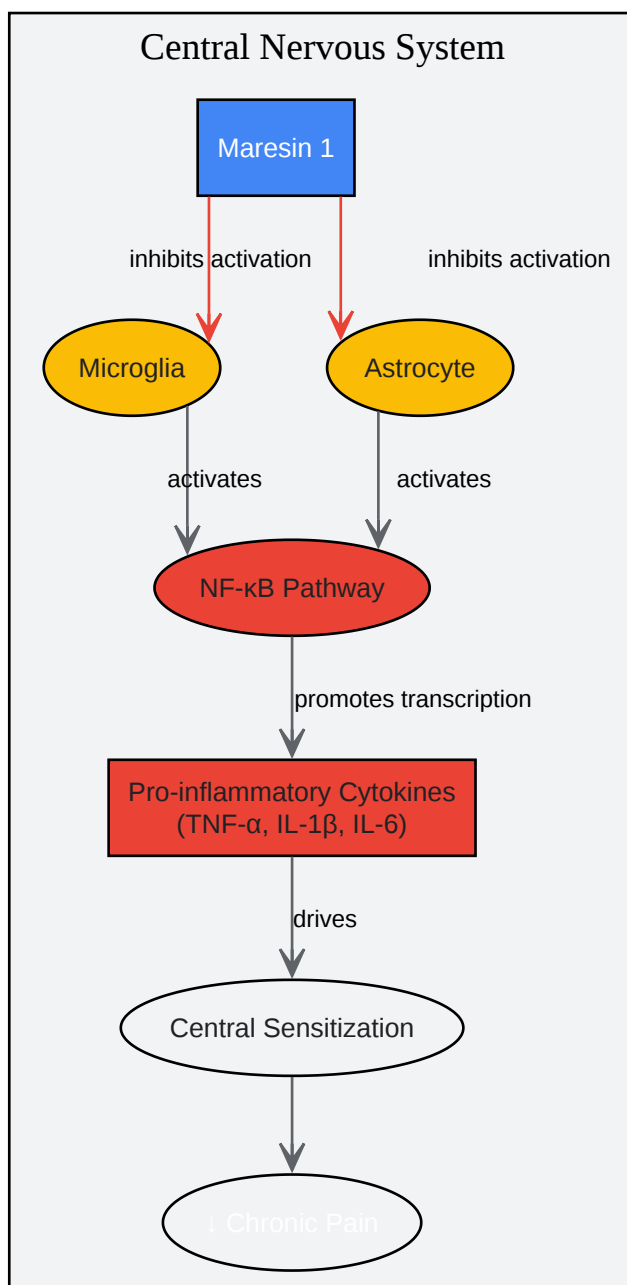 Central Nervous System
Maresin 1
inhibits activation
inhibits activation
Microglia
Astrocyte
activates
activates
NF-κB Pathway
promotes transcription
Pro-inflammatory Cytokines
(TNF-α, IL-1β, IL-6)
drives
Central Sensitization
↓ Chronic Pain